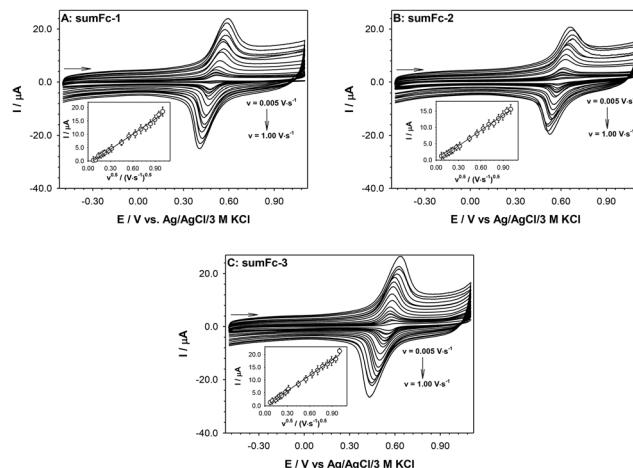 A: sumFc-1
20.0
0.0
-20.0
-40.0
I / μA
v = 0.005 V·s⁻¹
v = 1.00 V·s⁻¹
20.0
15.0
10.0
5.0
0.0
I / μA
0.00 0.30 0.60 0.90
v⁰·⁵ / (V·s⁻¹)⁰·⁵
-0.30 0.00 0.30 0.60 0.90
E / V vs. Ag/AgCl/3 M KCl
B: sumFc-2
20.0
0.0
-20.0
-40.0
I / μA
v = 0.005 V·s⁻¹
v = 1.00 V·s⁻¹
15.0
10.0
5.0
0.0
I / μA
0.00 0.30 0.60 0.90
v⁰·⁵ / (V·s⁻¹)⁰·⁵
-0.30 0.00 0.30 0.60 0.90
E / V vs Ag/AgCl/3 M KCl
C: sumFc-3
20.0
0.0
-20.0
-40.0
I / μA
v = 0.005 V·s⁻¹
v = 1.00 V·s⁻¹
20.0
15.0
10.0
5.0
0.0
I / μA
0.00 0.30 0.60 0.90
v⁰·⁵ / (V·s⁻¹)⁰·⁵
-0.30 0.00 0.30 0.60 0.90
E / V vs Ag/AgCl/3 M KCl